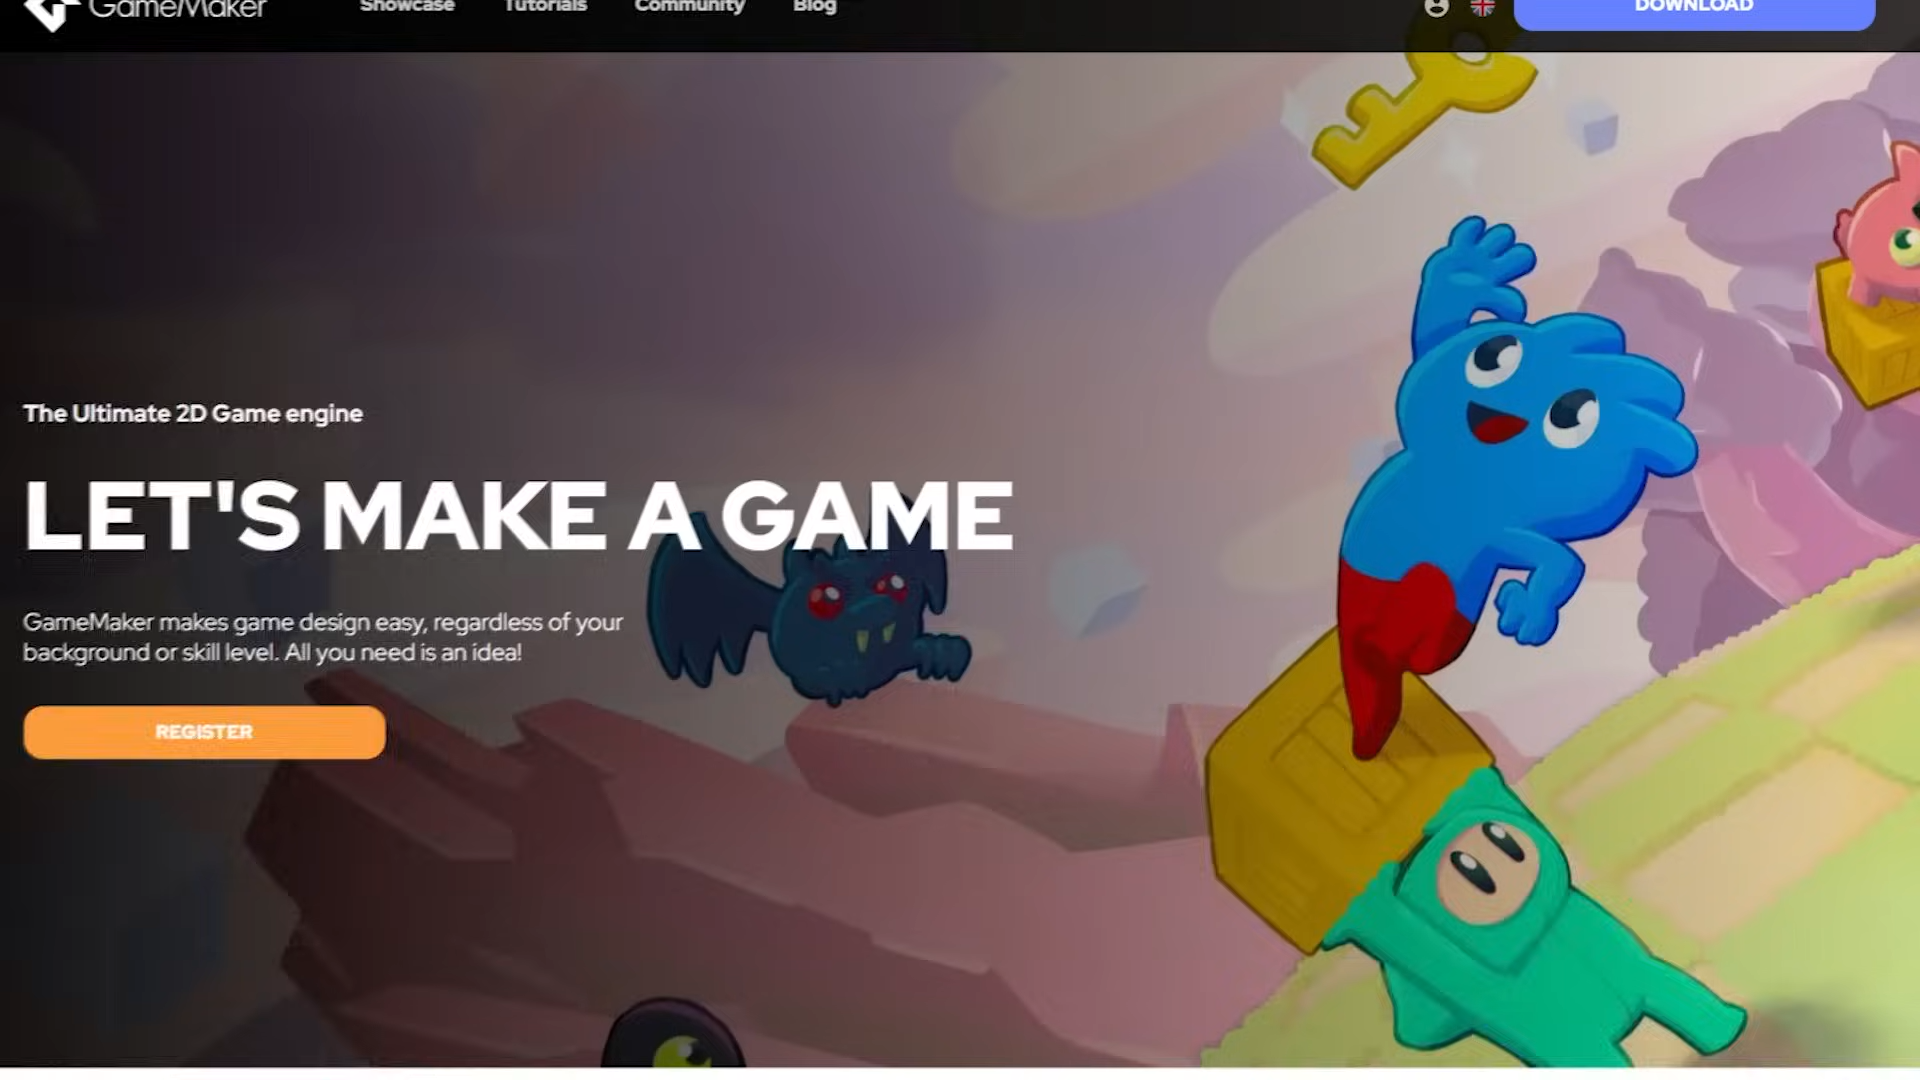 GameMaker
Showcase Tutorials Community Blog
DOWNLOAD
The Ultimate 2D Game engine
LET'S MAKE A GAME
GameMaker makes game design easy, regardless of your
background or skill level. All you need is an idea!
REGISTER